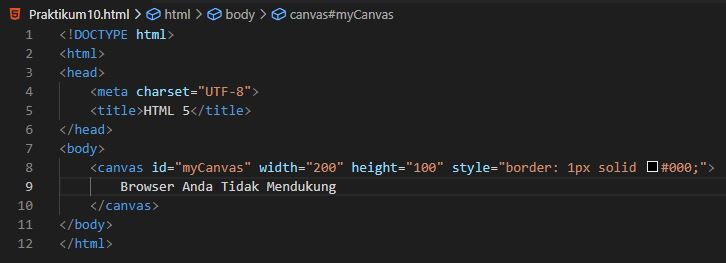 Praktikum10.html > html > body > canvas#myCanvas
1 <!DOCTYPE html>
2 <html>
3 <head>
4     <meta charset="UTF-8">
5     <title>HTML 5</title>
6 </head>
7 <body>
8     <canvas id="myCanvas" width="200" height="100" style="border: 1px solid #000;">
9         Browser Anda Tidak Mendukung
10     </canvas>
11 </body>
12 </html>